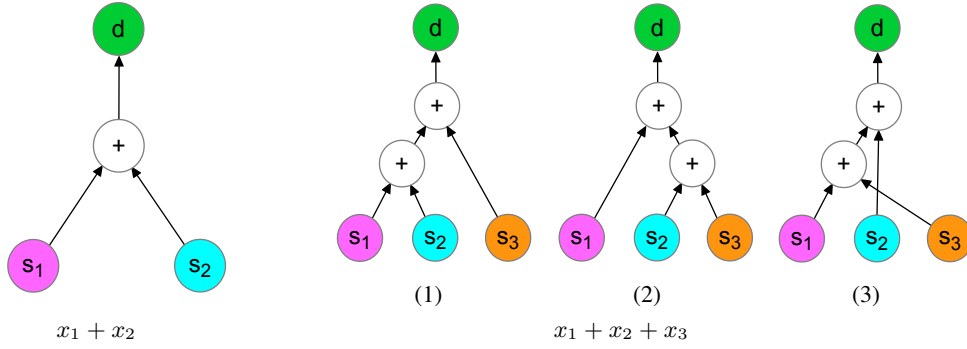 d
+
s₁ s₂
x₁ + x₂
d d d
+ + +
+ + +
s₁ s₂ s₃ s₁ s₂ s₃ s₁ s₂ s₃
(1) (2) (3)
x₁ + x₂ + x₃